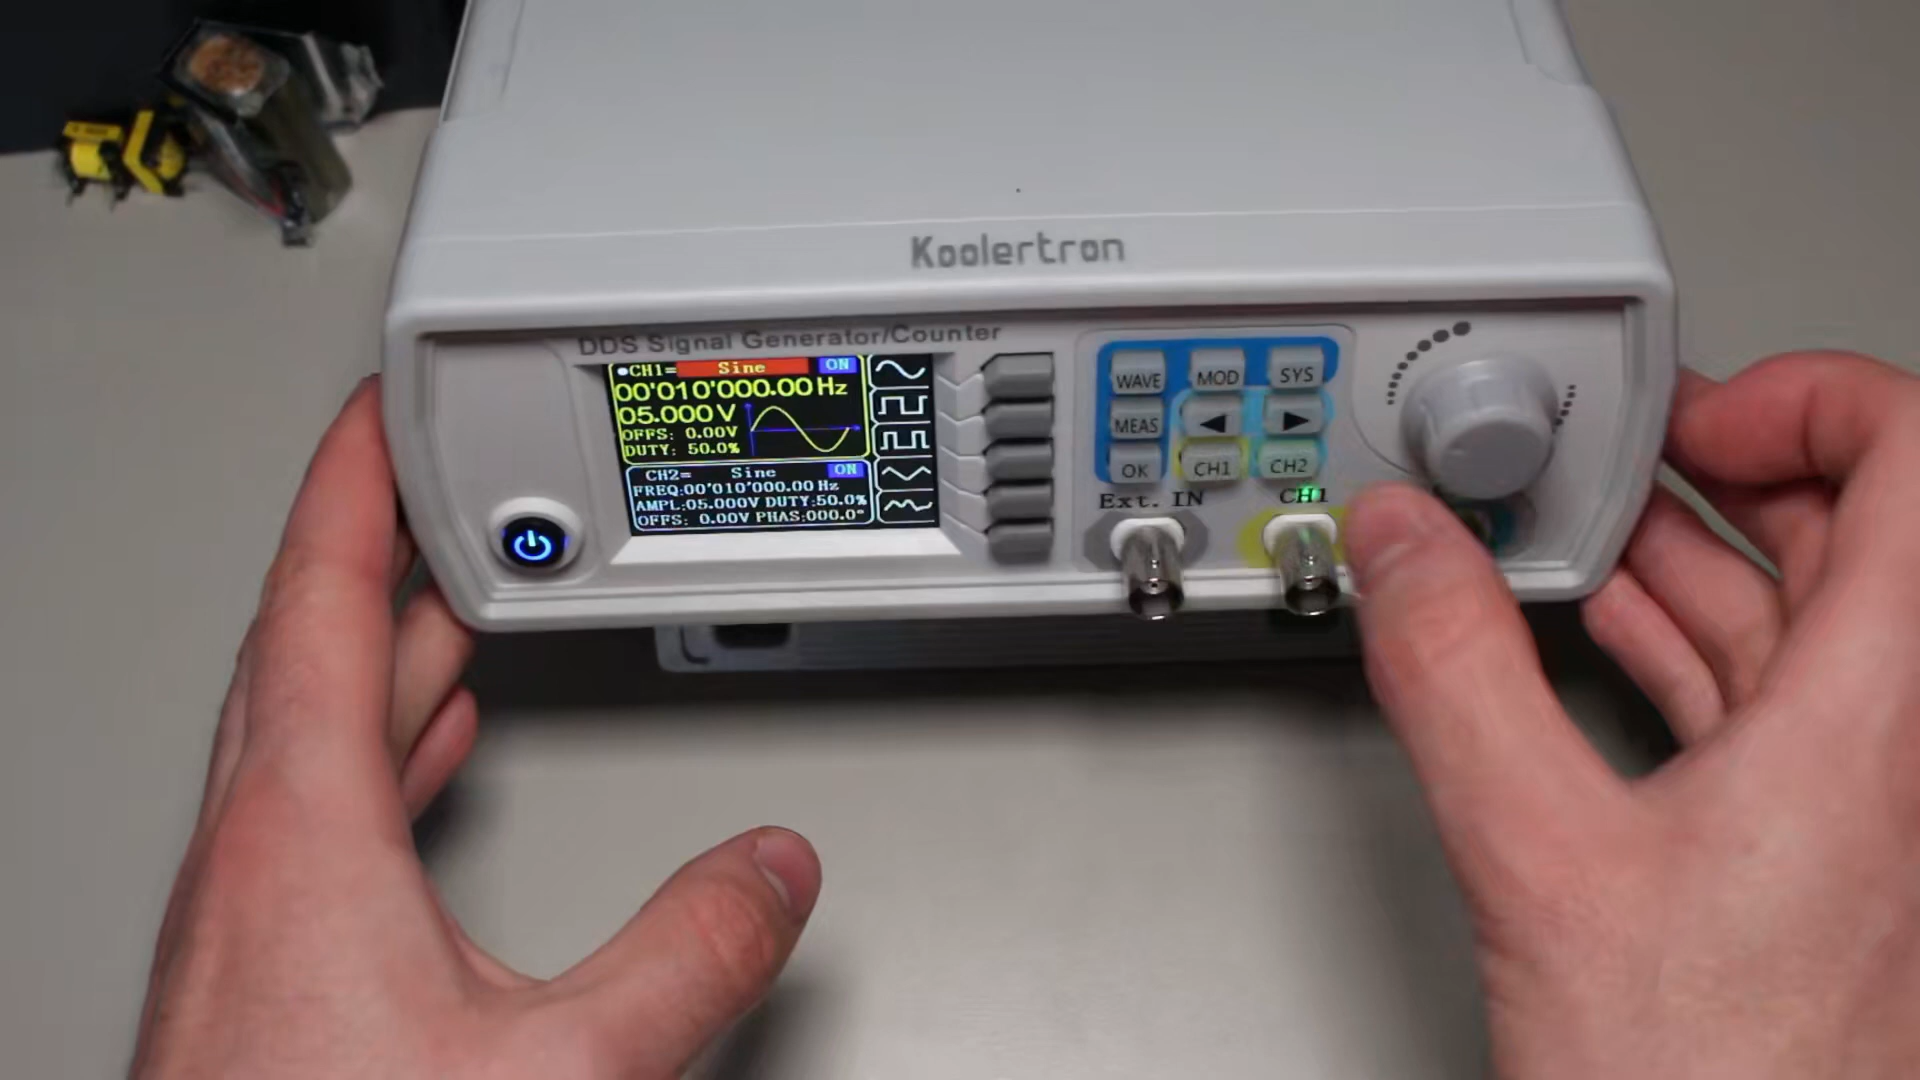 Koolertron
DDS Signal Generator/Counter
CH1= Sine ON
00'010'000.00 Hz
05.000 V
OFFS: 0.00V
DUTY: 50.0%
CH2= Sine ON
FREQ:00'010'000.00 Hz
AMPL:05.000V DUTY:50.0%
OFFS: 0.00V PHAS:000.0°
WAVE MOD SYS
MEAS
OK CH1 CH2
Ext. IN CH1